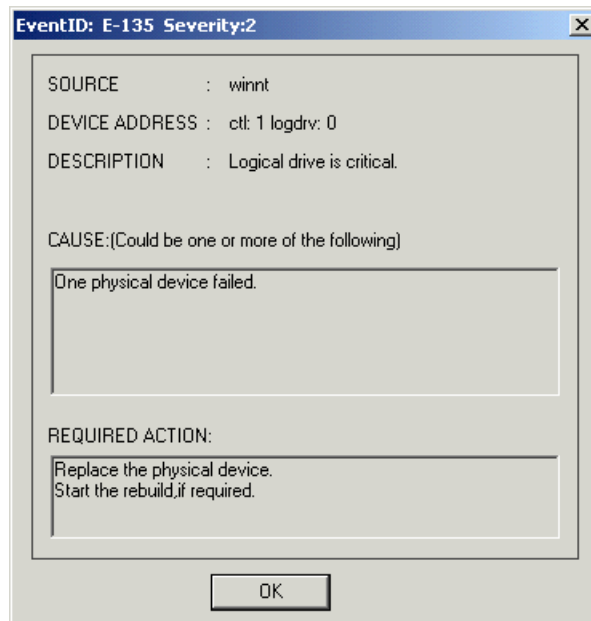 EventID: E-135 Severity:2
SOURCE : winnt
DEVICE ADDRESS : ctl: 1 logdrv: 0
DESCRIPTION : Logical drive is critical.
CAUSE:(Could be one or more of the following)
One physical device failed.
REQUIRED ACTION:
Replace the physical device.
Start the rebuild,if required.
OK